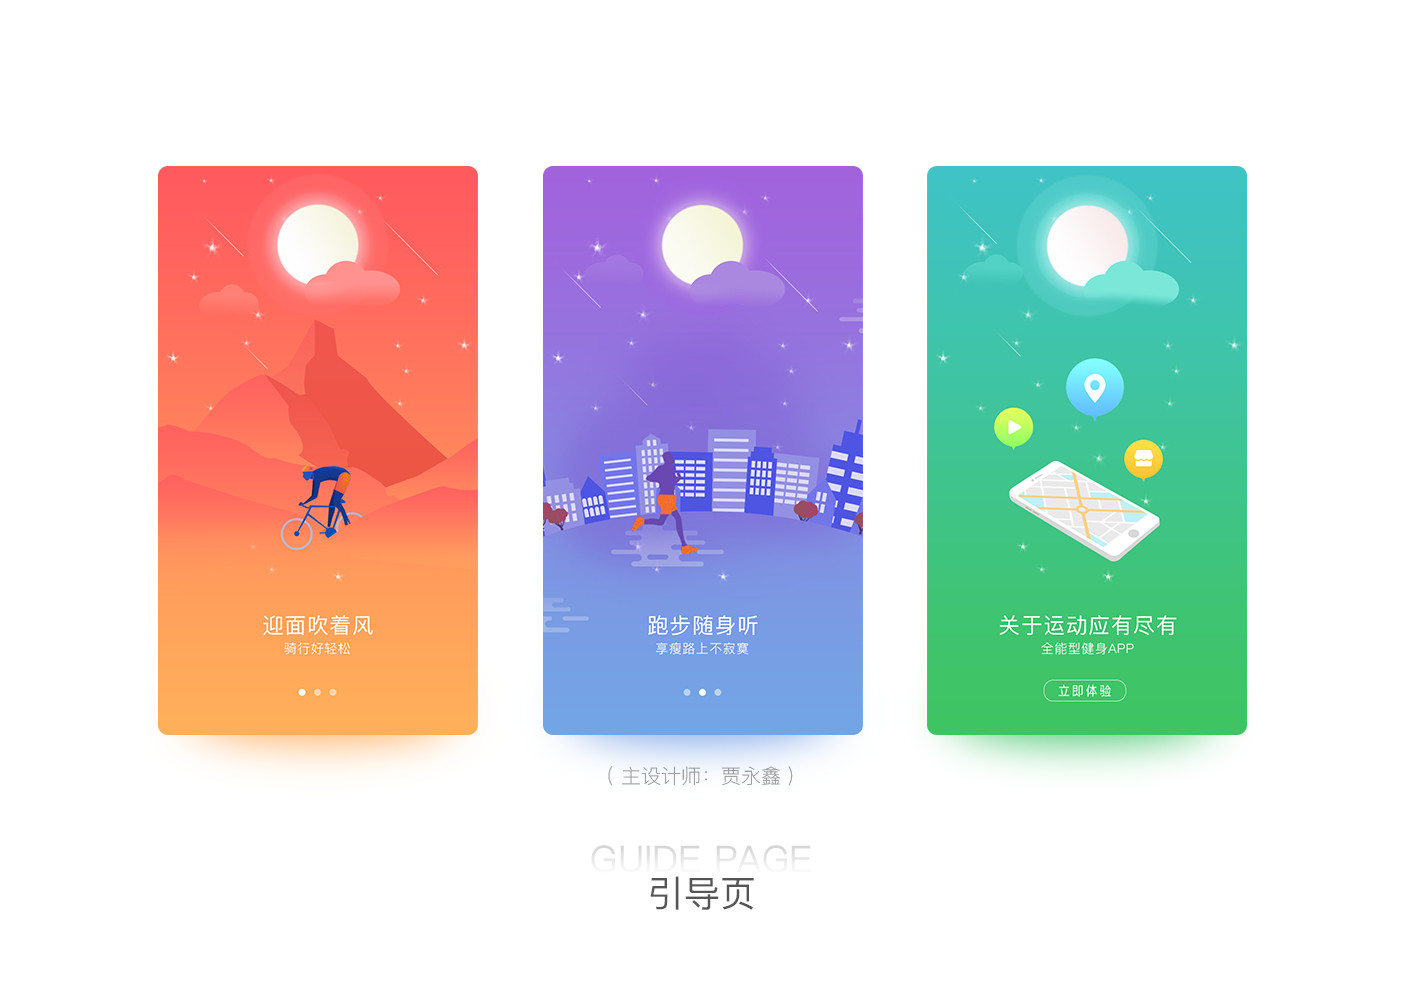 迎面吹着风
骑行好轻松
跑步随身听
享瘦路上不寂寞
关于运动应有尽有
全能型健身APP
立即体验
（主设计师：贾永鑫）
GUIDE PAGE
引导页